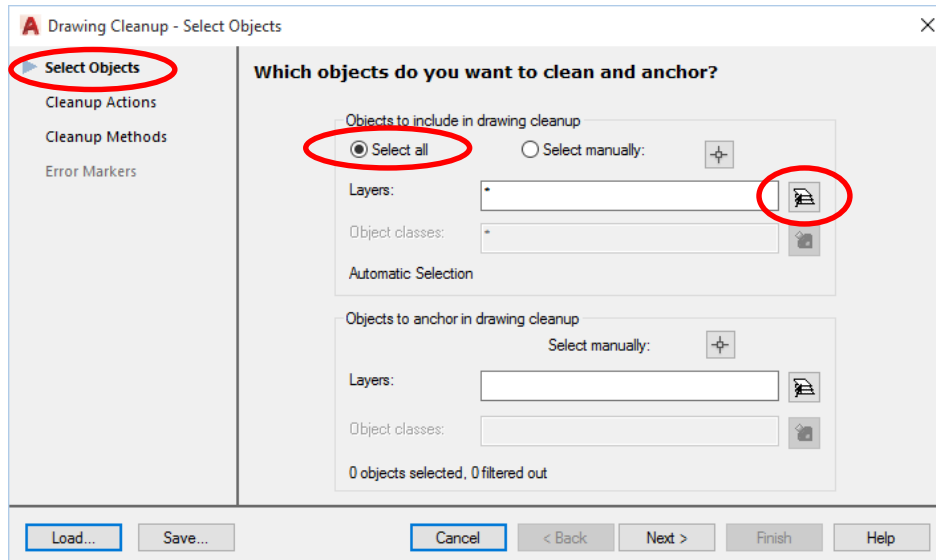 Drawing Cleanup - Select Objects
Select Objects
Cleanup Actions
Cleanup Methods
Error Markers
Which objects do you want to clean and anchor?
Objects to include in drawing cleanup
Select all Select manually:
Layers: *
Object classes: *
Automatic Selection
Objects to anchor in drawing cleanup
Select manually:
Layers:
Object classes:
0 objects selected, 0 filtered out
Load... Save... Cancel < Back Next > Finish Help